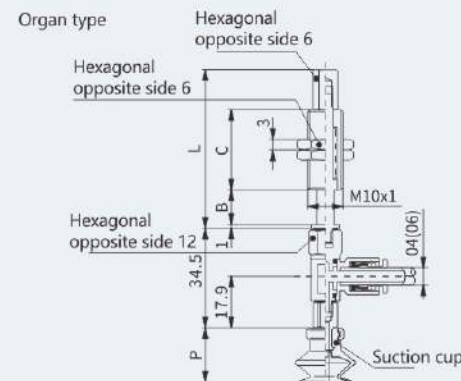 Organ type
Hexagonal
opposite side 6
Hexagonal
opposite side 6
L
C
3
B
M10x1
Hexagonal
opposite side 12
1
04(06)
34.5
17.9
P
Suction cup